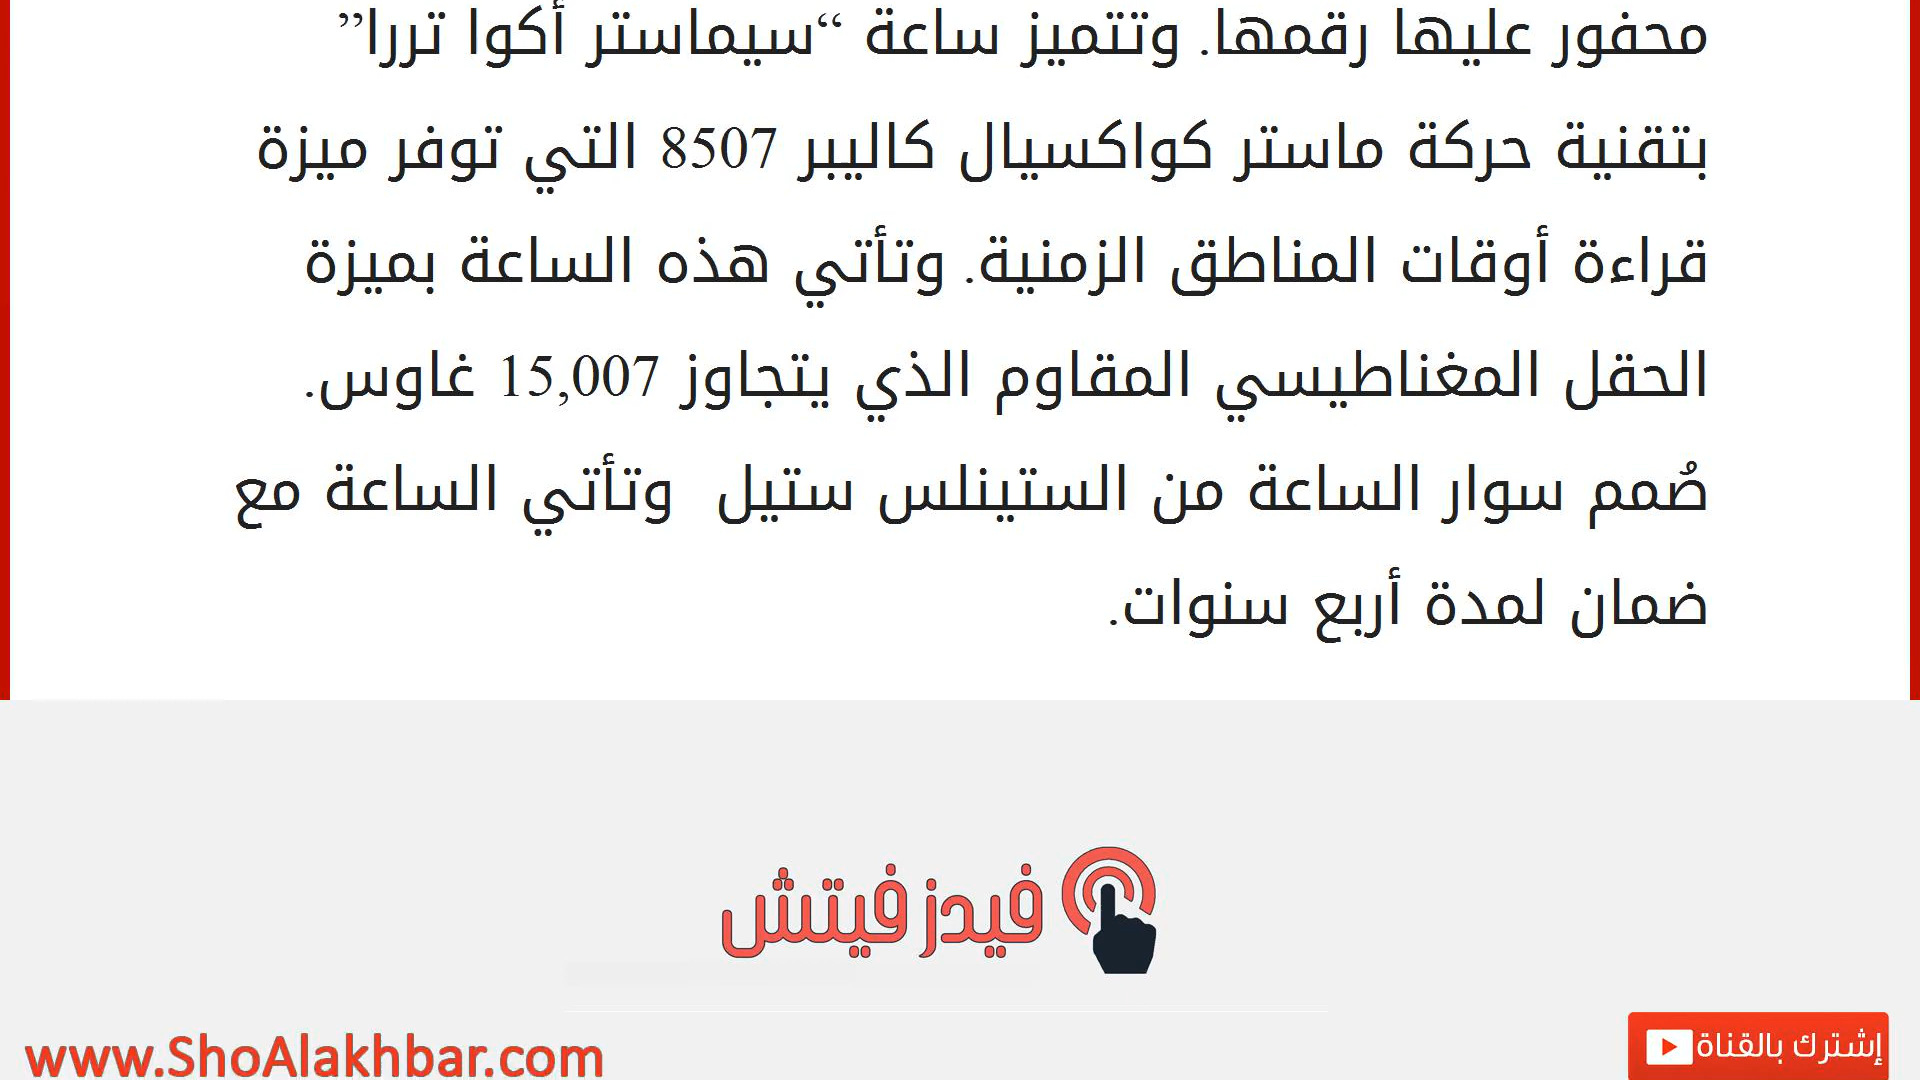 محفور عليها رقمها. وتتميز ساعة “سيماستر أكوا تررا”
بتقنية حركة ماستر كواكسيال كاليبر 8507 التي توفر ميزة
قراءة أوقات المناطق الزمنية. وتأتي هذه الساعة بميزة
الحقل المغناطيسي المقاوم الذي يتجاوز 15,007 غاوس.
صُمم سوار الساعة من الستينلس ستيل  وتأتي الساعة مع
ضمان لمدة أربع سنوات.
فيدز فيتش
www.ShoAlakhbar.com
إشترك بالقناة